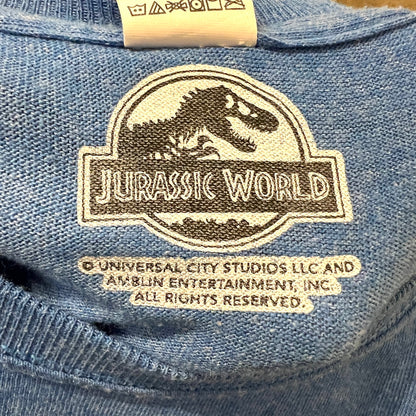 JURASSIC WORLD
© UNIVERSAL CITY STUDIOS LLC AND
AMBLIN ENTERTAINMENT, INC.
ALL RIGHTS RESERVED.